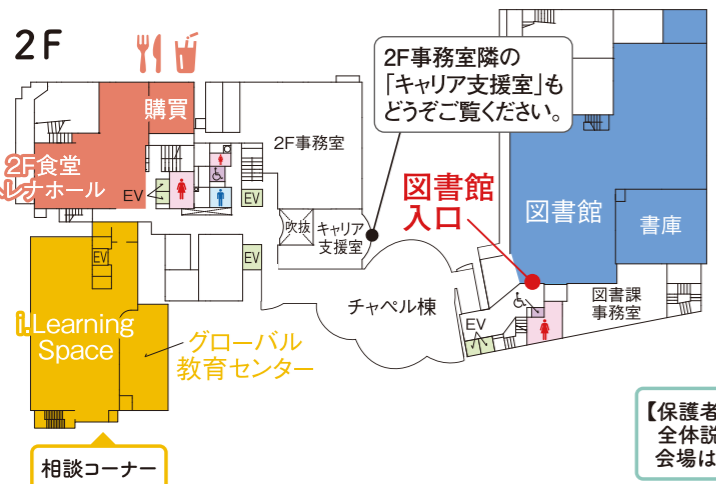 2F
2F事務室隣の
「キャリア支援室」も
どうぞご覧ください。
購買
2F事務室
2F食堂
レナホール
EV
EV
図書館
入口
図書館
書庫
吹抜
キャリア
支援室
EV
EV
チャペル棟
図書課
事務室
EV
i.Learning
Space
グローバル
教育センター
相談コーナー
【保護者
全体説
会場は